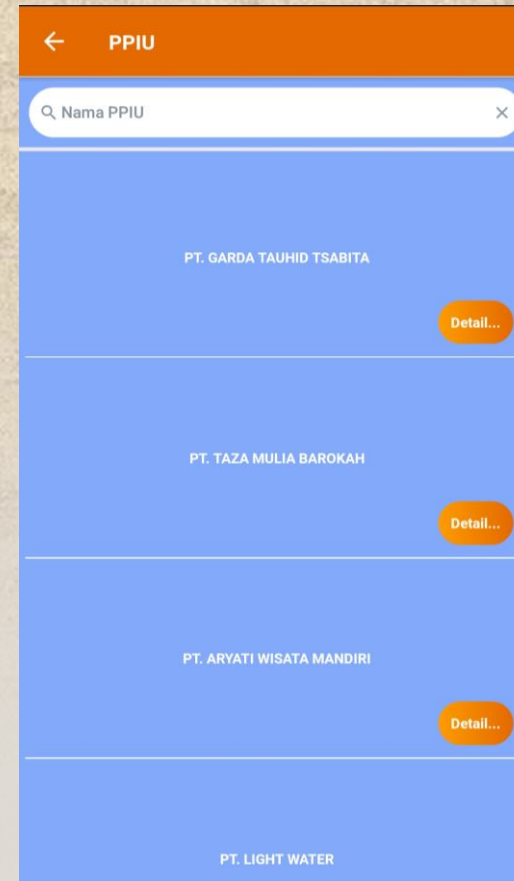 PPIU
Nama PPIU
PT. GARDA TAUHID TSABITA
Detail...
PT. TAZA MULIA BAROKAH
Detail...
PT. ARYATI WISATA MANDIRI
Detail...
PT. LIGHT WATER